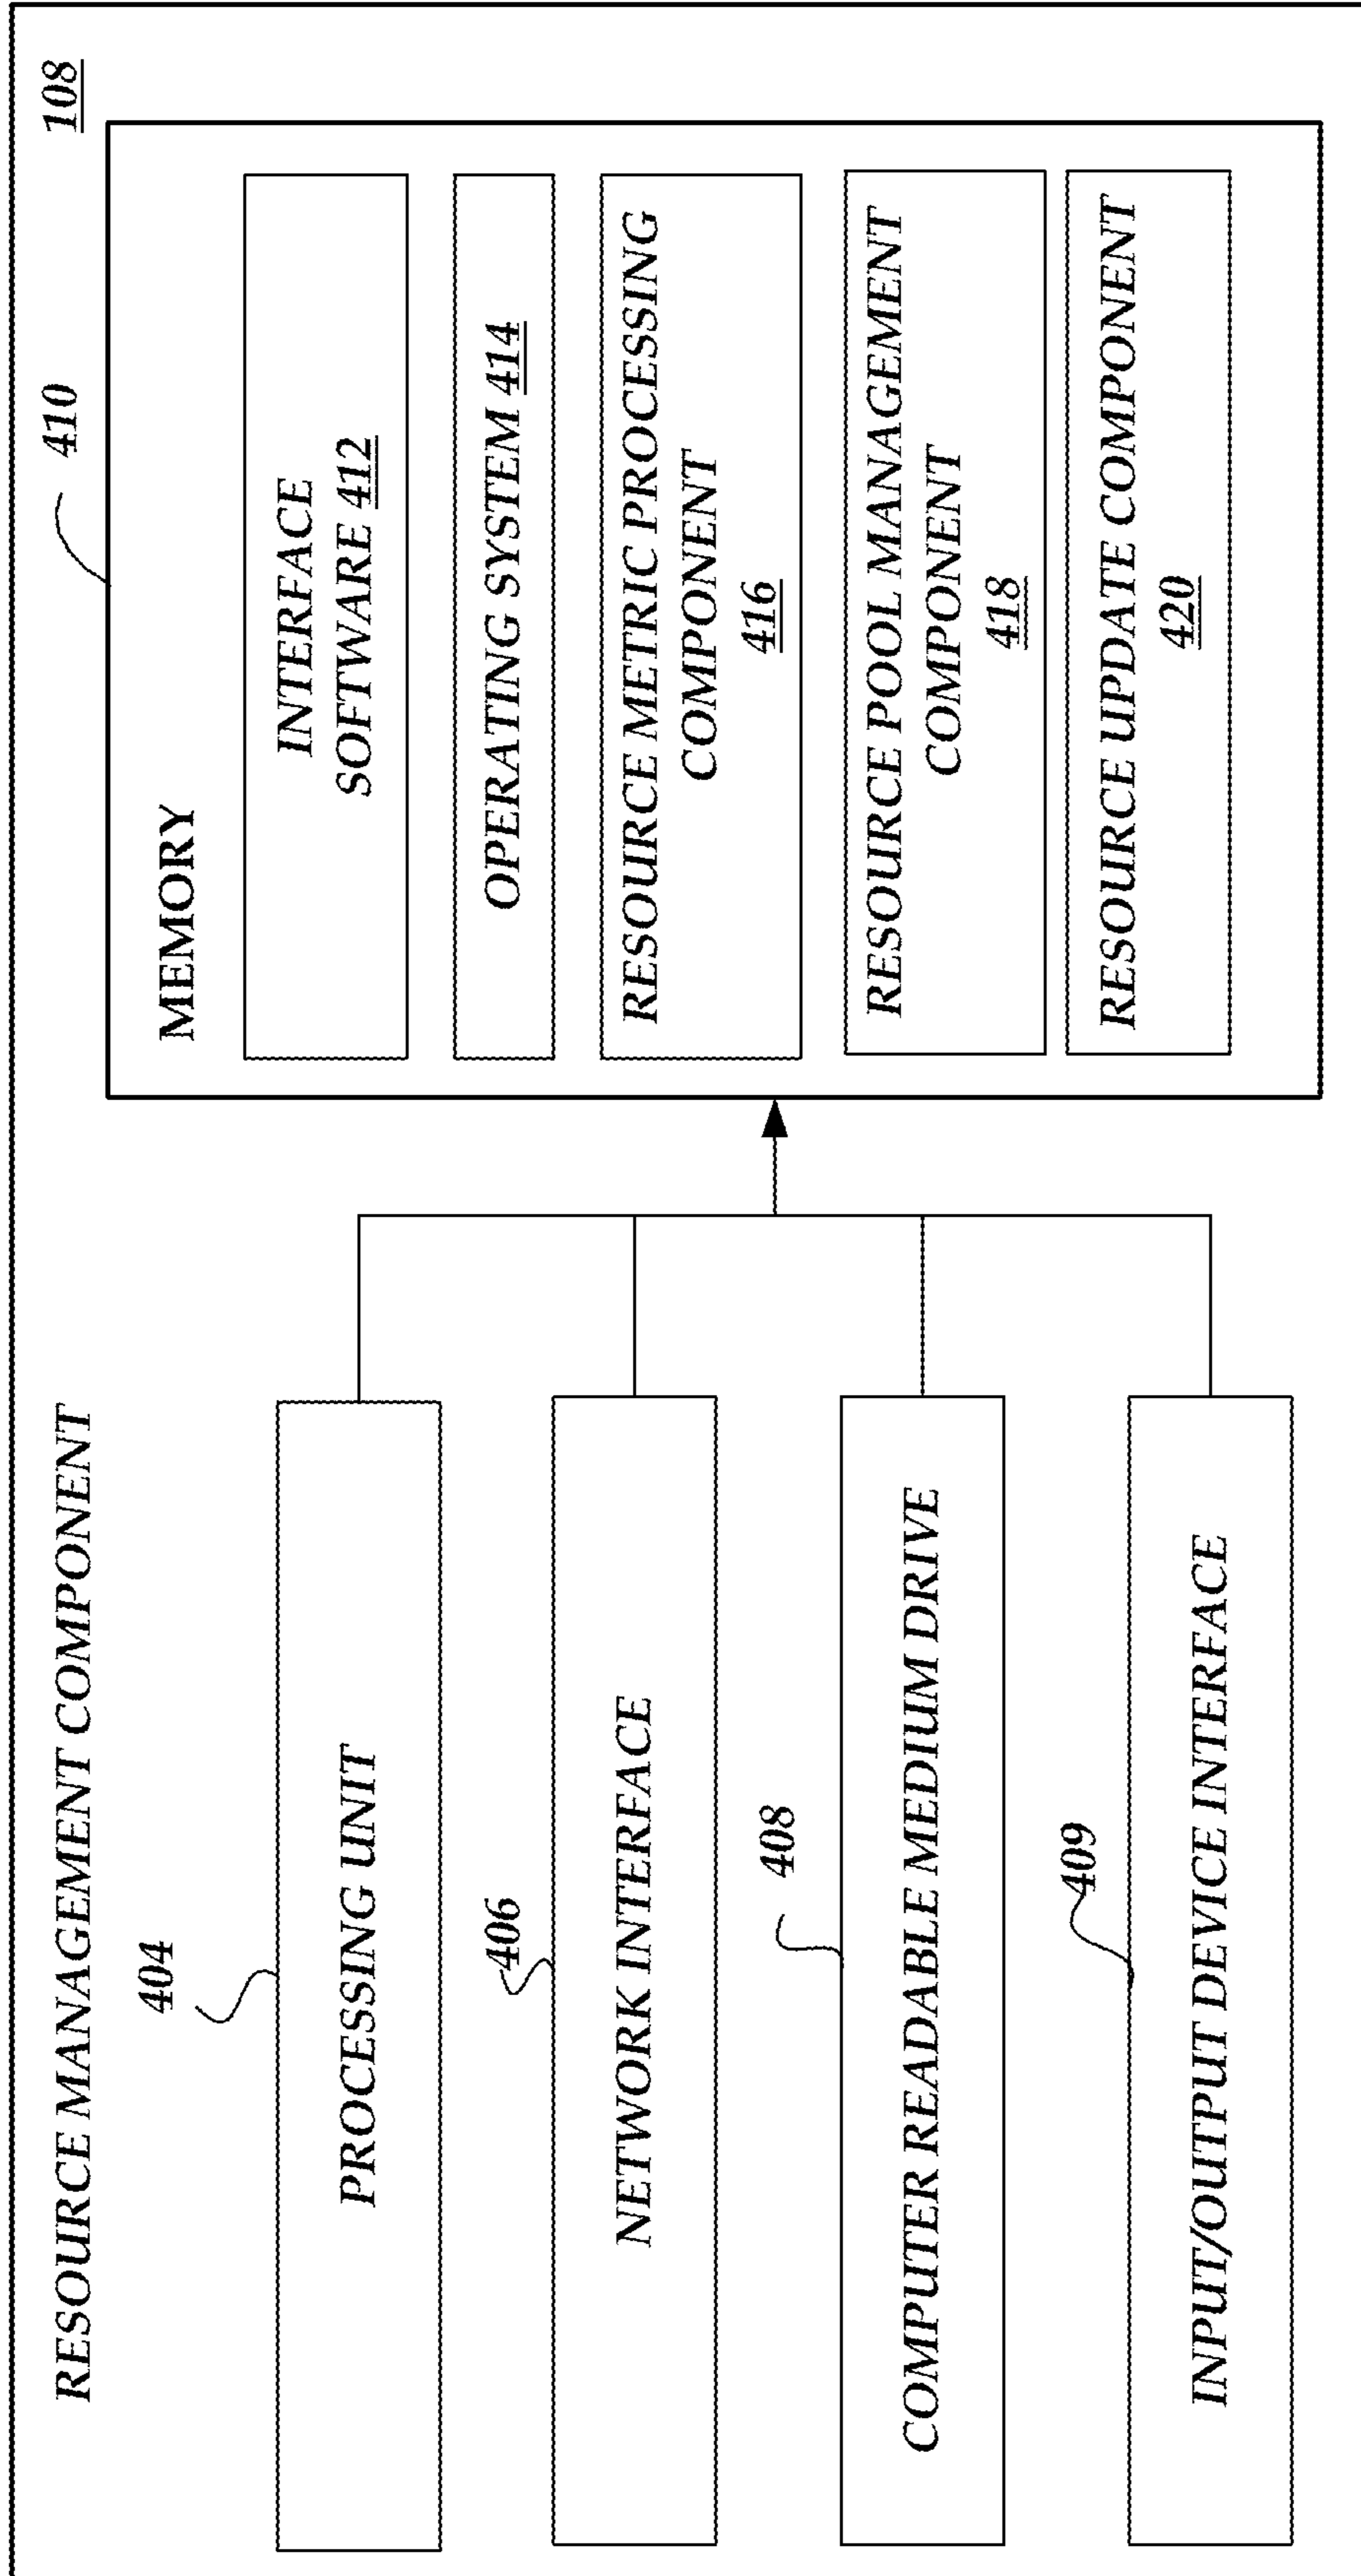 RESOURCE MANAGEMENT COMPONENT
108
404
PROCESSING UNIT
406
NETWORK INTERFACE
408
COMPUTER READABLE MEDIUM DRIVE
409
INPUT/OUTPUT DEVICE INTERFACE
410
MEMORY
INTERFACE
SOFTWARE 412
OPERATING SYSTEM 414
RESOURCE METRIC PROCESSING
COMPONENT
416
RESOURCE POOL MANAGEMENT
COMPONENT
418
RESOURCE UPDATE COMPONENT
420